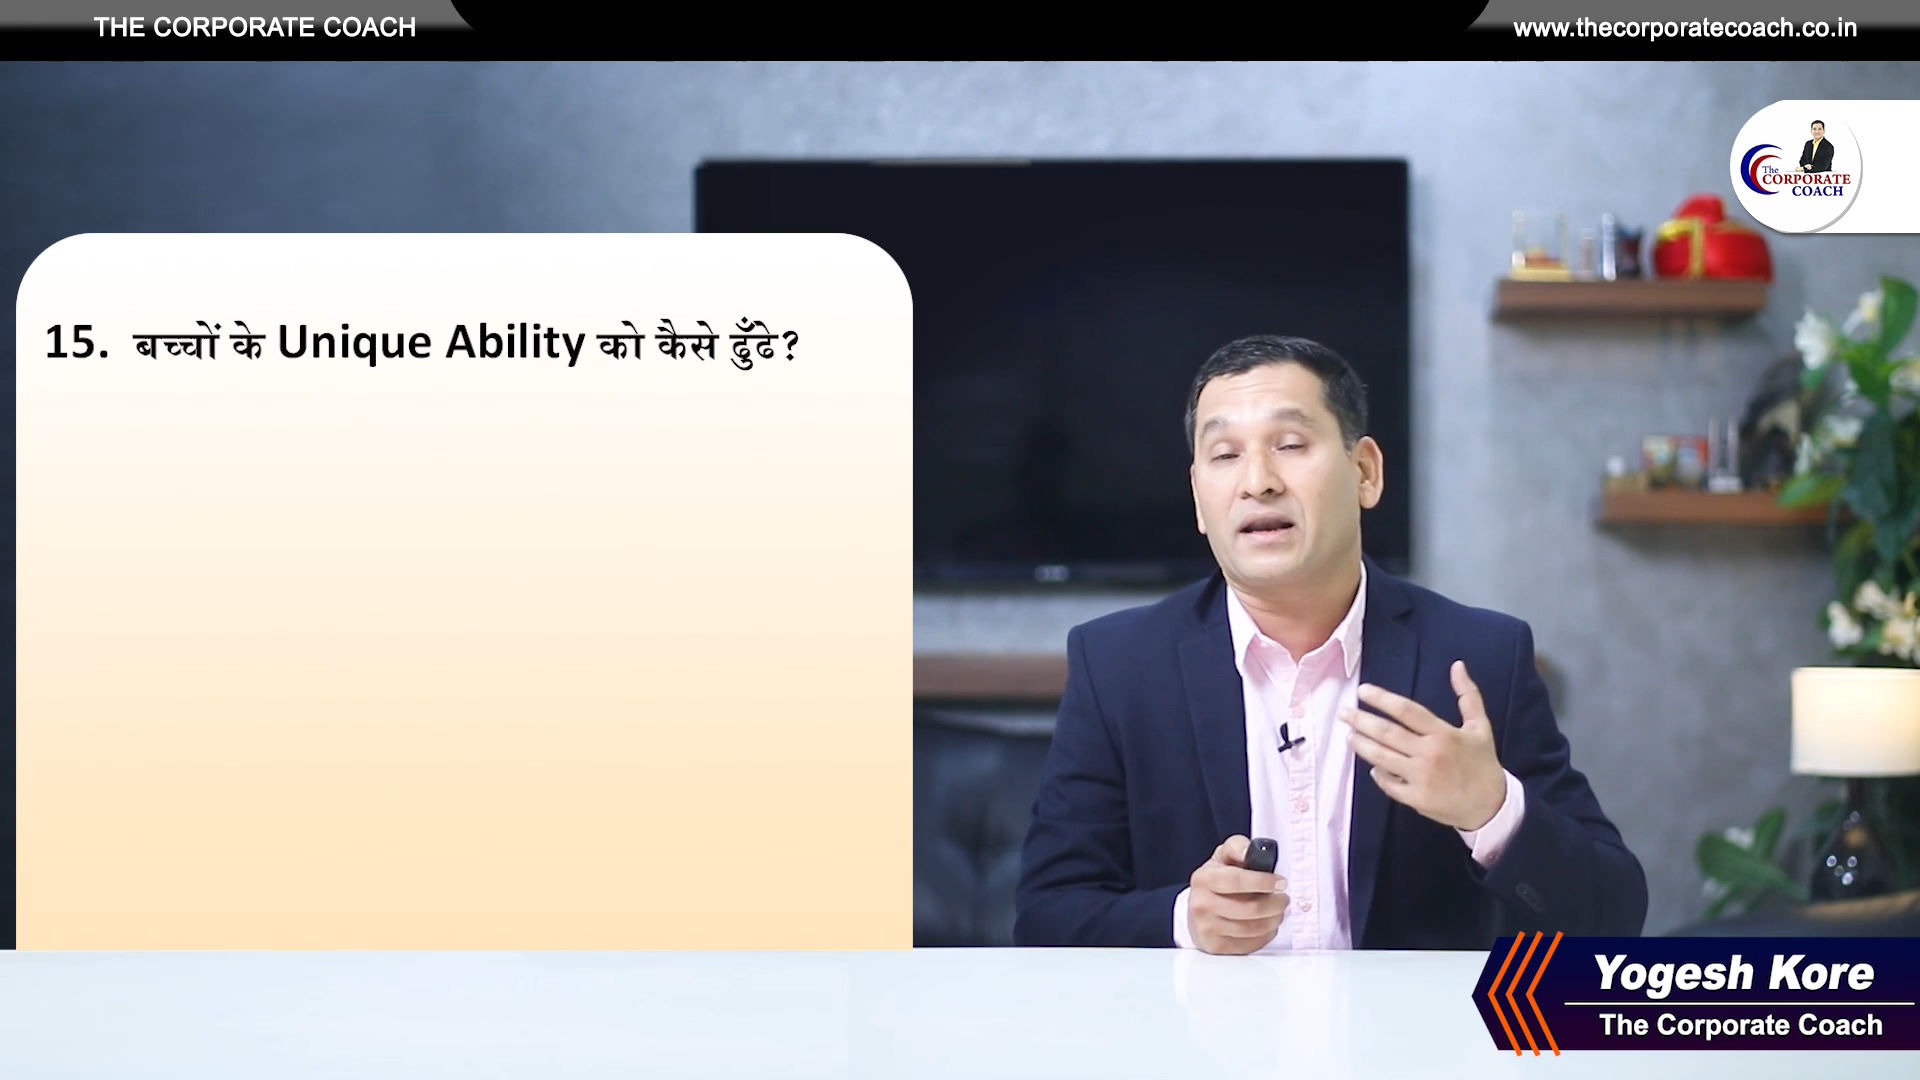 THE CORPORATE COACH
www.thecorporatecoach.co.in
The
CORPORATE
COACH
15. बच्चों के Unique Ability को कैसे ढुँढे?
Yogesh Kore
The Corporate Coach